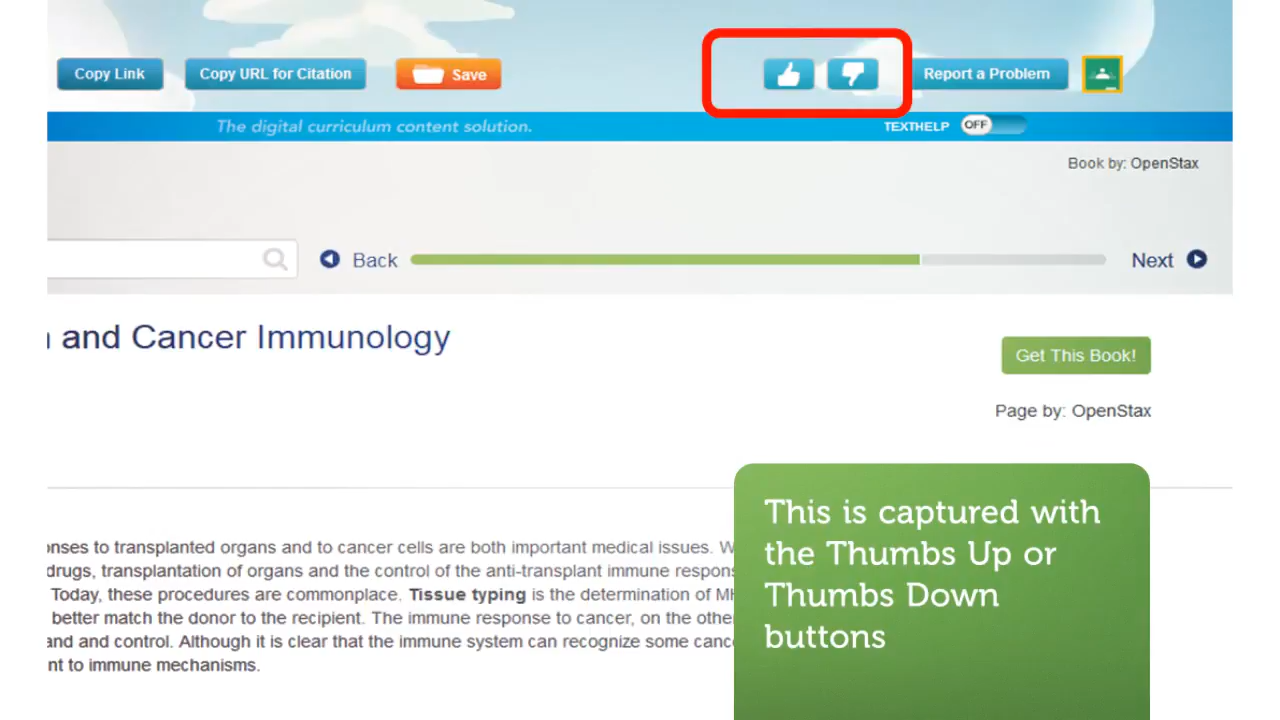 Copy Link
Copy URL for Citation
Save
Report a Problem
The digital curriculum content solution.
TEXTHELP OFF
Book by: OpenStax
Back
Next
and Cancer Immunology
Get This Book!
Page by: OpenStax
This is captured with
the Thumbs Up or
Thumbs Down
buttons
onses to transplanted organs and to cancer cells are both important medical issues. W
drugs, transplantation of organs and the control of the anti-transplant immune respon
Today, these procedures are commonplace. Tissue typing is the determination of MH
better match the donor to the recipient. The immune response to cancer, on the othe
and and control. Although it is clear that the immune system can recognize some canc
nt to immune mechanisms.